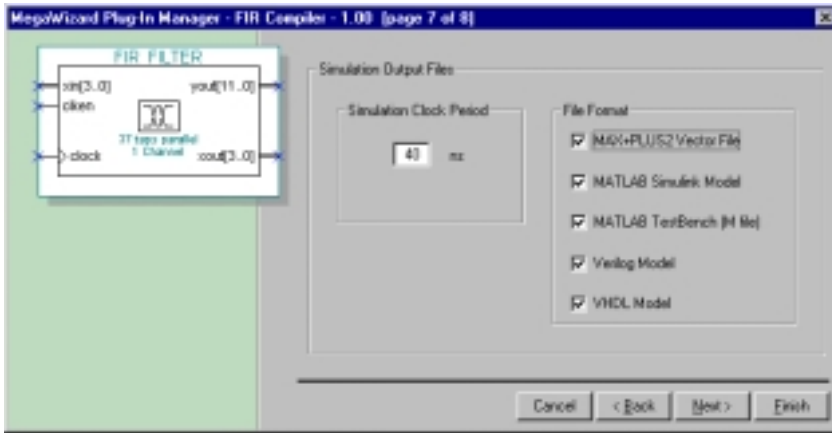 MegaWizard Plug-In Manager - FIR Compiler - 1.00 [page 7 of 8]
FIR FILTER
xin[3..0] yout[11..0]
clken
37 taps parallel
1 Channel
clock xout[3..0]
Simulation Output Files
Simulation Clock Period
40 ns
File Format
MAX+PLUS2 Vector File
MATLAB Simulink Model
MATLAB TestBench (M file)
Verilog Model
VHDL Model
Cancel < Back Next > Finish